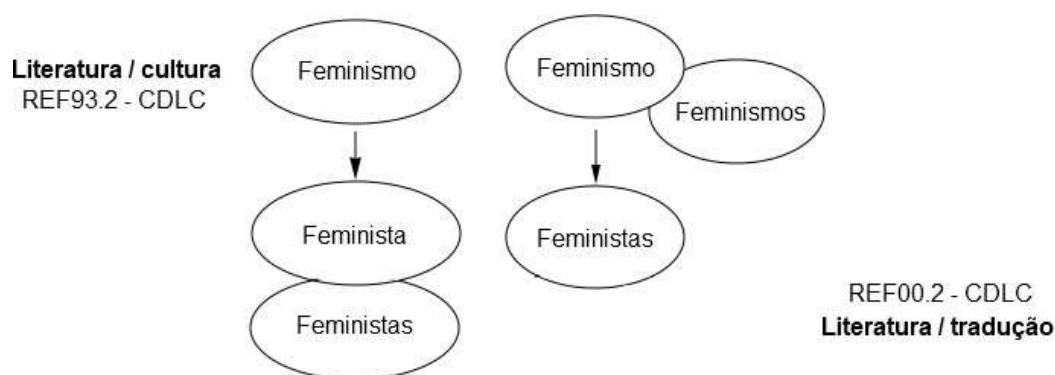 Literatura / cultura
REF93.2 - CDLC
Feminismo
Feminista
Feministas
Feminismo
Feminismos
Feministas
REF00.2 - CDLC
Literatura / tradução